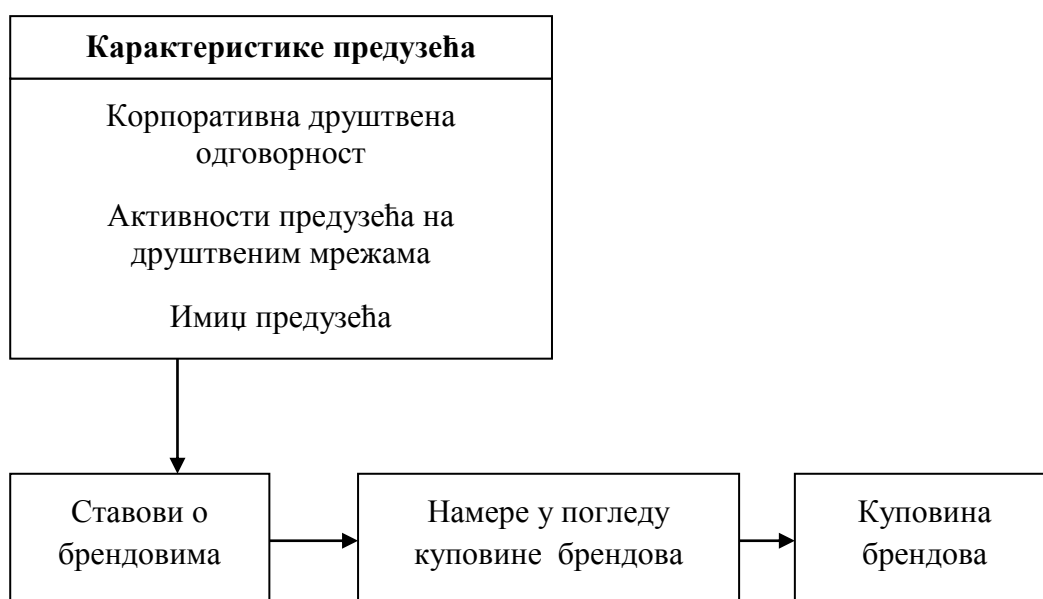 Карактеристике предузећа
Корпоративна друштвена
одговорност
Активности предузећа на
друштвеним мрежама
Имиџ предузећа
Ставови о
брендовима
Намере у погледу
куповине брендова
Куповина
брендова